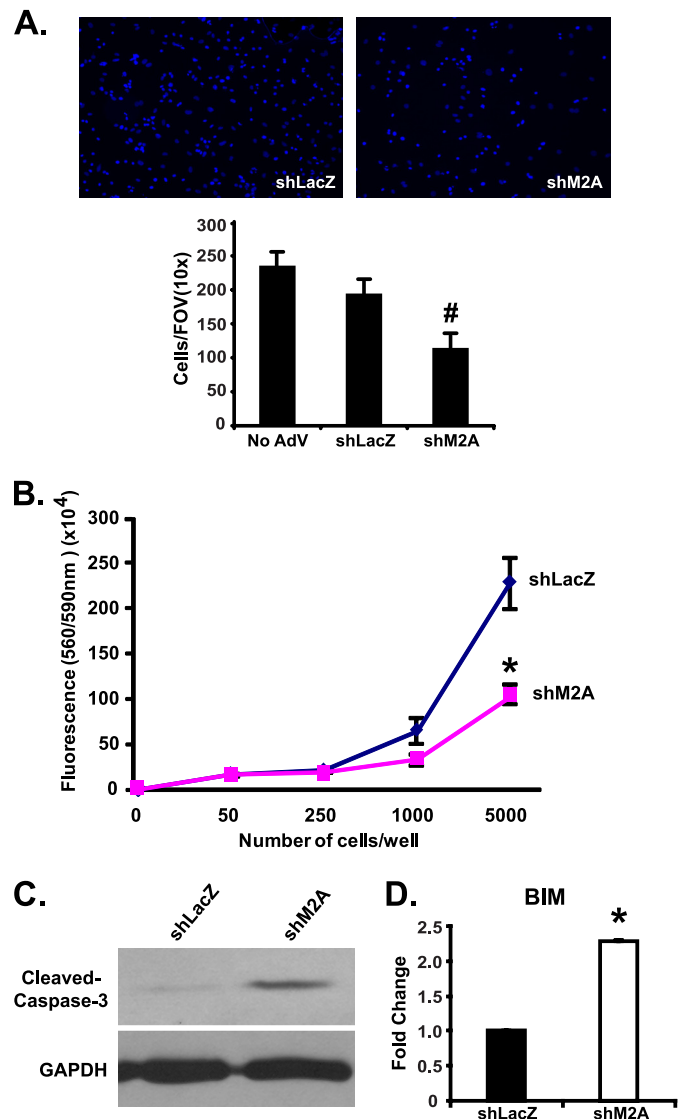 A.
shLacZ
shM2A
Cells/FOV(10x)
300
250
200
150
100
50
0
#
No AdV
shLacZ
shM2A
B.
Fluorescence (560/590nm ) (x10⁴)
300
250
200
150
100
50
0
shLacZ
*
shM2A
0
50
250
1000
5000
Number of cells/well
C.
shLacZ
shM2A
Cleaved-
Caspase-3
GAPDH
D.
BIM
*
Fold Change
2.5
2.0
1.5
1.0
0.5
0
shLacZ
shM2A